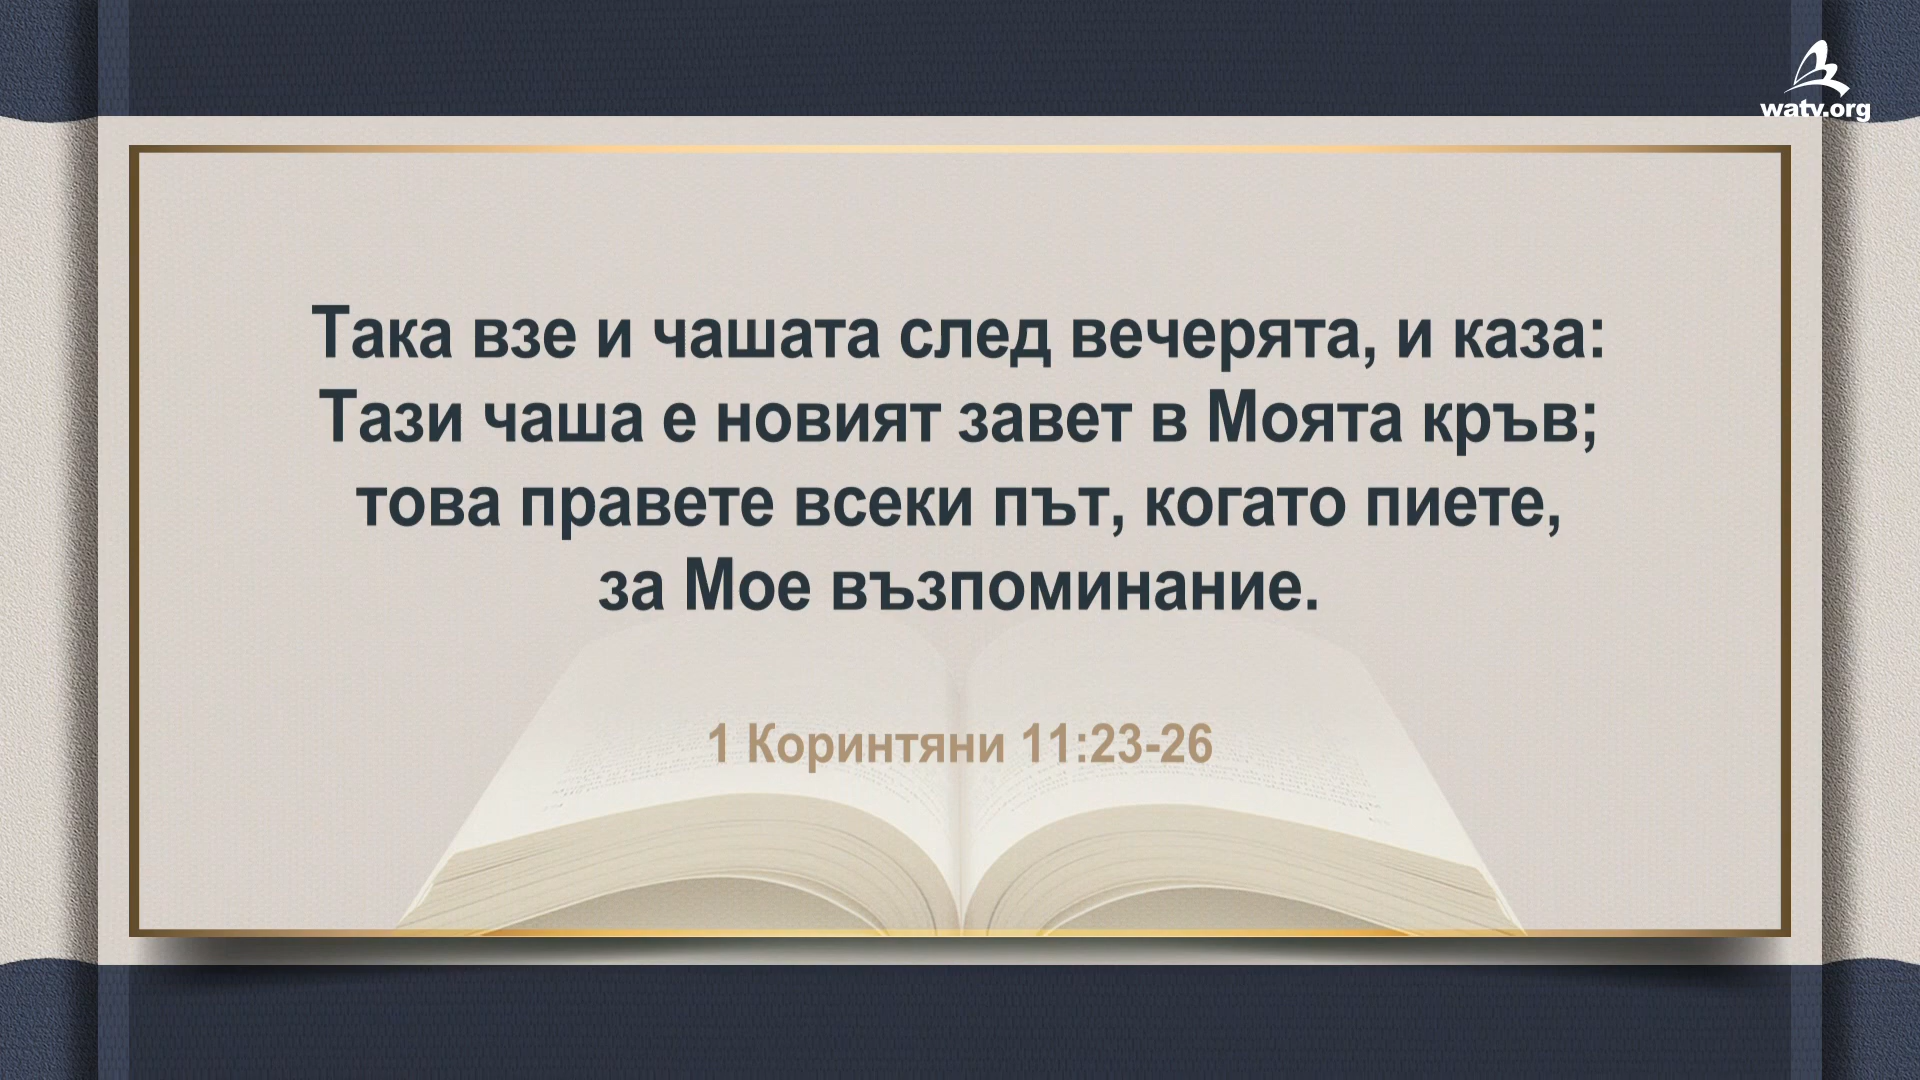 watv.org
Така взе и чашата след вечерята, и каза:
Тази чаша е новият завет в Моята кръв;
това правете всеки път, когато пиете,
за Мое възпоминание.
1 Коринтяни 11:23-26